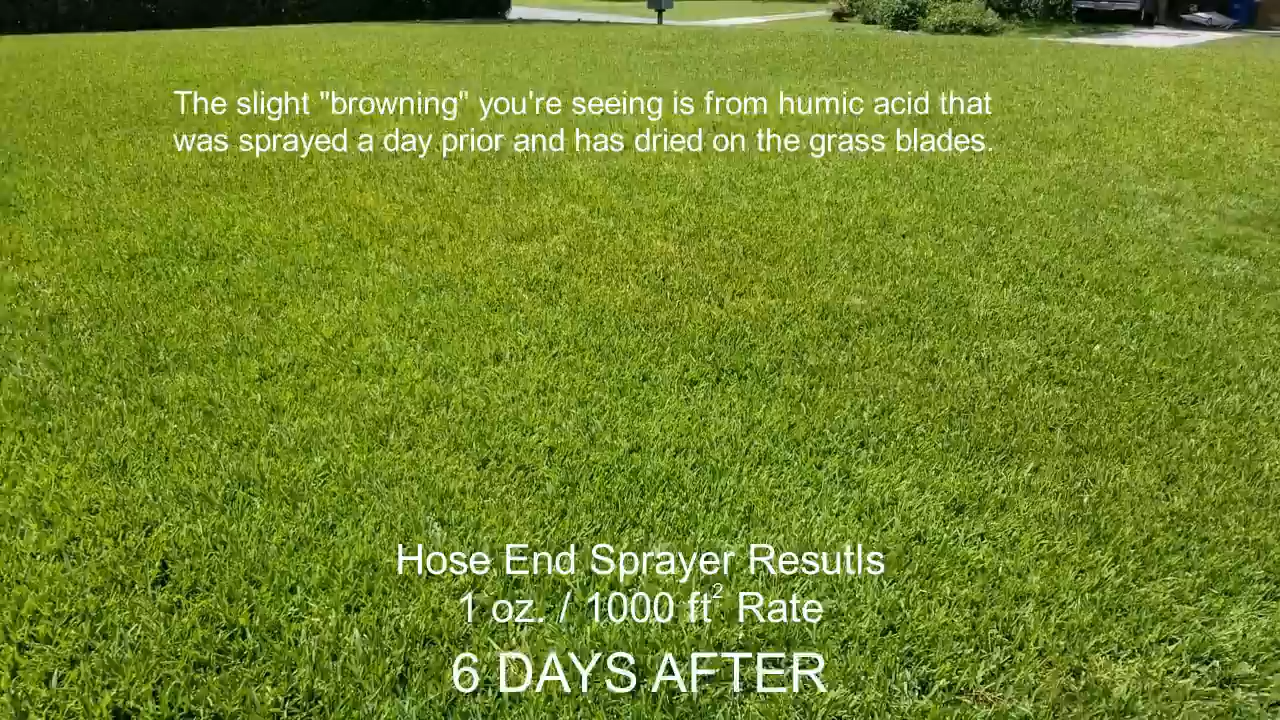 The slight "browning" you're seeing is from humic acid that
was sprayed a day prior and has dried on the grass blades.
Hose End Sprayer Resutls
1 oz. / 1000 ft² Rate
6 DAYS AFTER